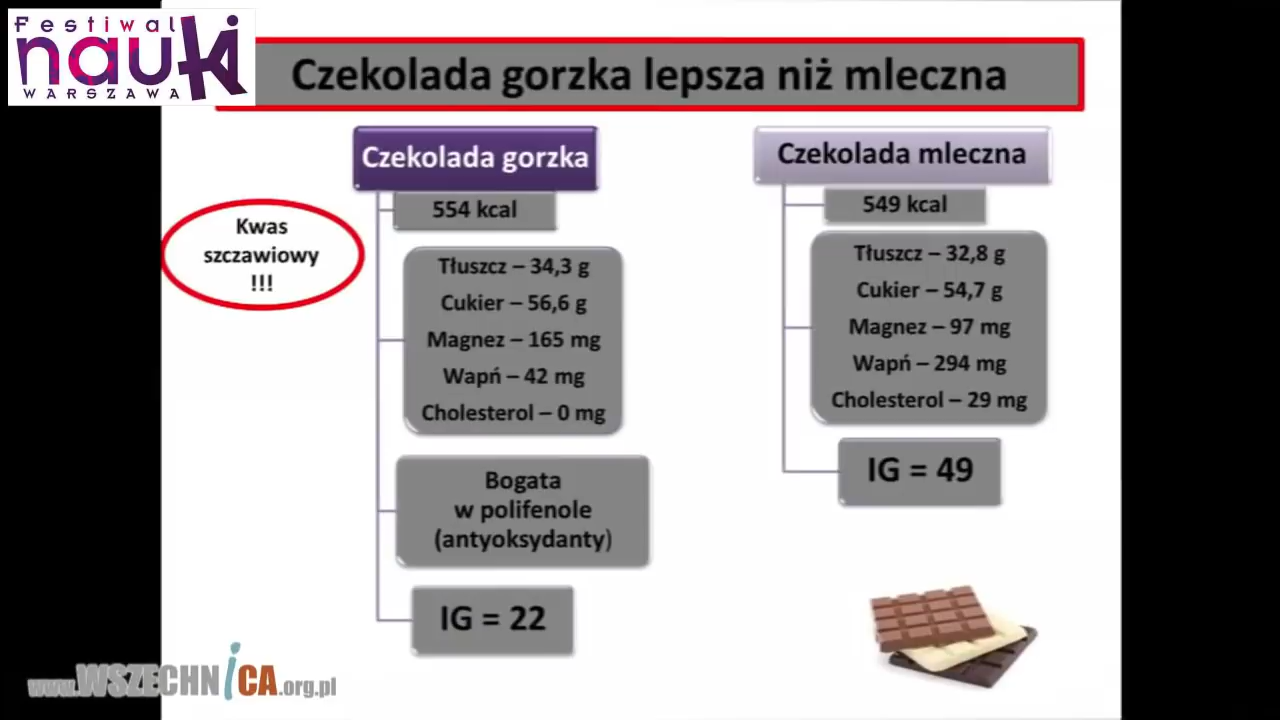 Festiwal
nauki
WARSZAWA
Czekolada gorzka lepsza niż mleczna
Czekolada gorzka
554 kcal
Kwas
szczawiowy
!!!
Tłuszcz – 34,3 g
Cukier – 56,6 g
Magnez – 165 mg
Wapń – 42 mg
Cholesterol – 0 mg
Bogata
w polifenole
(antyoksydanty)
IG = 22
Czekolada mleczna
549 kcal
Tłuszcz – 32,8 g
Cukier – 54,7 g
Magnez – 97 mg
Wapń – 294 mg
Cholesterol – 29 mg
IG = 49
www.WSZECHNiCA.org.pl